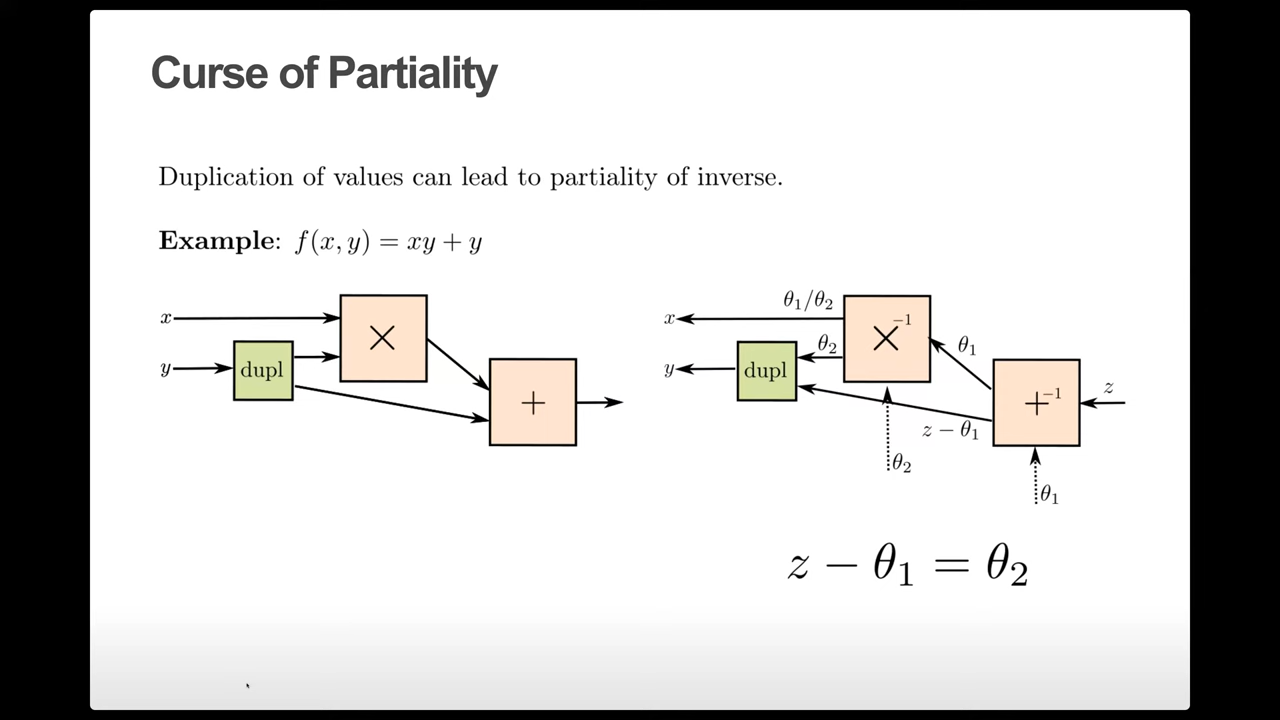 Curse of Partiality
Duplication of values can lead to partiality of inverse.
Example: f(x, y) = xy + y
x
y
dupl
×
+
x
y
θ₁/θ₂
θ₂
dupl
×⁻¹
θ₁
z − θ₁
+⁻¹
z
θ₂
θ₁
z − θ₁ = θ₂